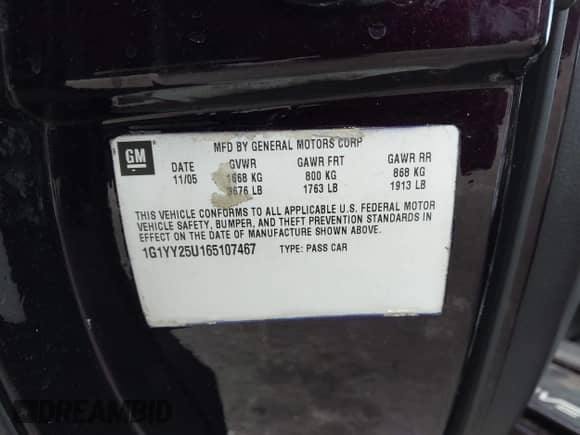 GM
MFD BY GENERAL MOTORS CORP
DATE GVWR GAWR FRT GAWR RR
11/05 1668 KG 800 KG 868 KG
3676 LB 1763 LB 1913 LB
THIS VEHICLE CONFORMS TO ALL APPLICABLE U.S. FEDERAL MOTOR
VEHICLE SAFETY, BUMPER, AND THEFT PREVENTION STANDARDS IN
EFFECT ON THE DATE OF MANUFACTURE SHOWN ABOVE.
1G1YY25U165107467 TYPE: PASS CAR
DREAMBID